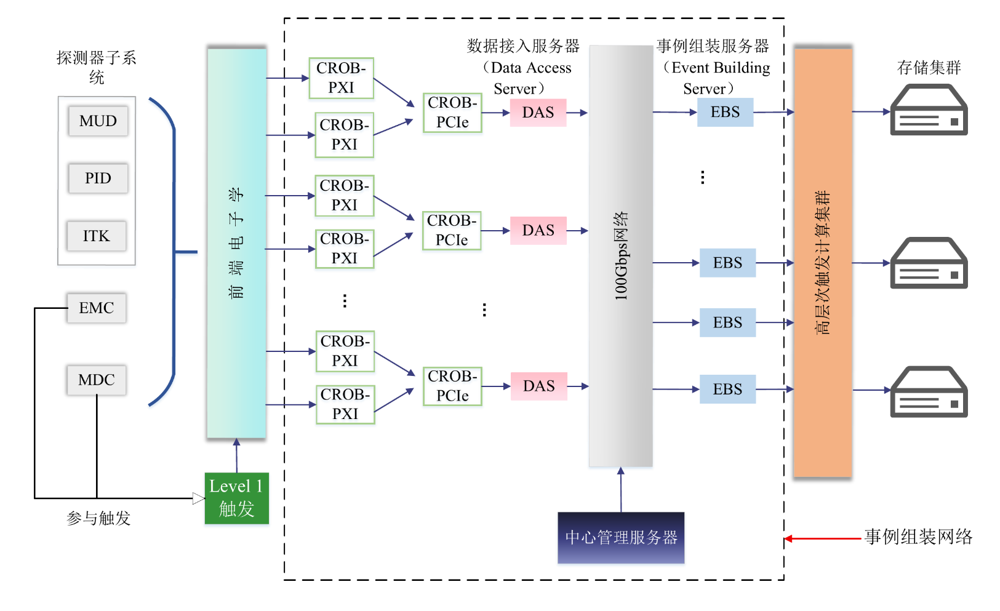 探测器子系
统
MUD
PID
ITK
EMC
MDC
参与触发
前端电子学
Level 1
触发
CROB-
PXI
CROB-
PXI
CROB-
PXI
CROB-
PXI
...
CROB-
PXI
CROB-
PXI
CROB-
PCIe
CROB-
PCIe
...
CROB-
PCIe
数据接入服务器
（Data Access
Server）
DAS
DAS
DAS
100Gbps网络
中心管理服务器
事例组装服务器
（Event Building
Server）
EBS
...
EBS
EBS
EBS
高层次触发计算集群
存储集群
事例组装网络